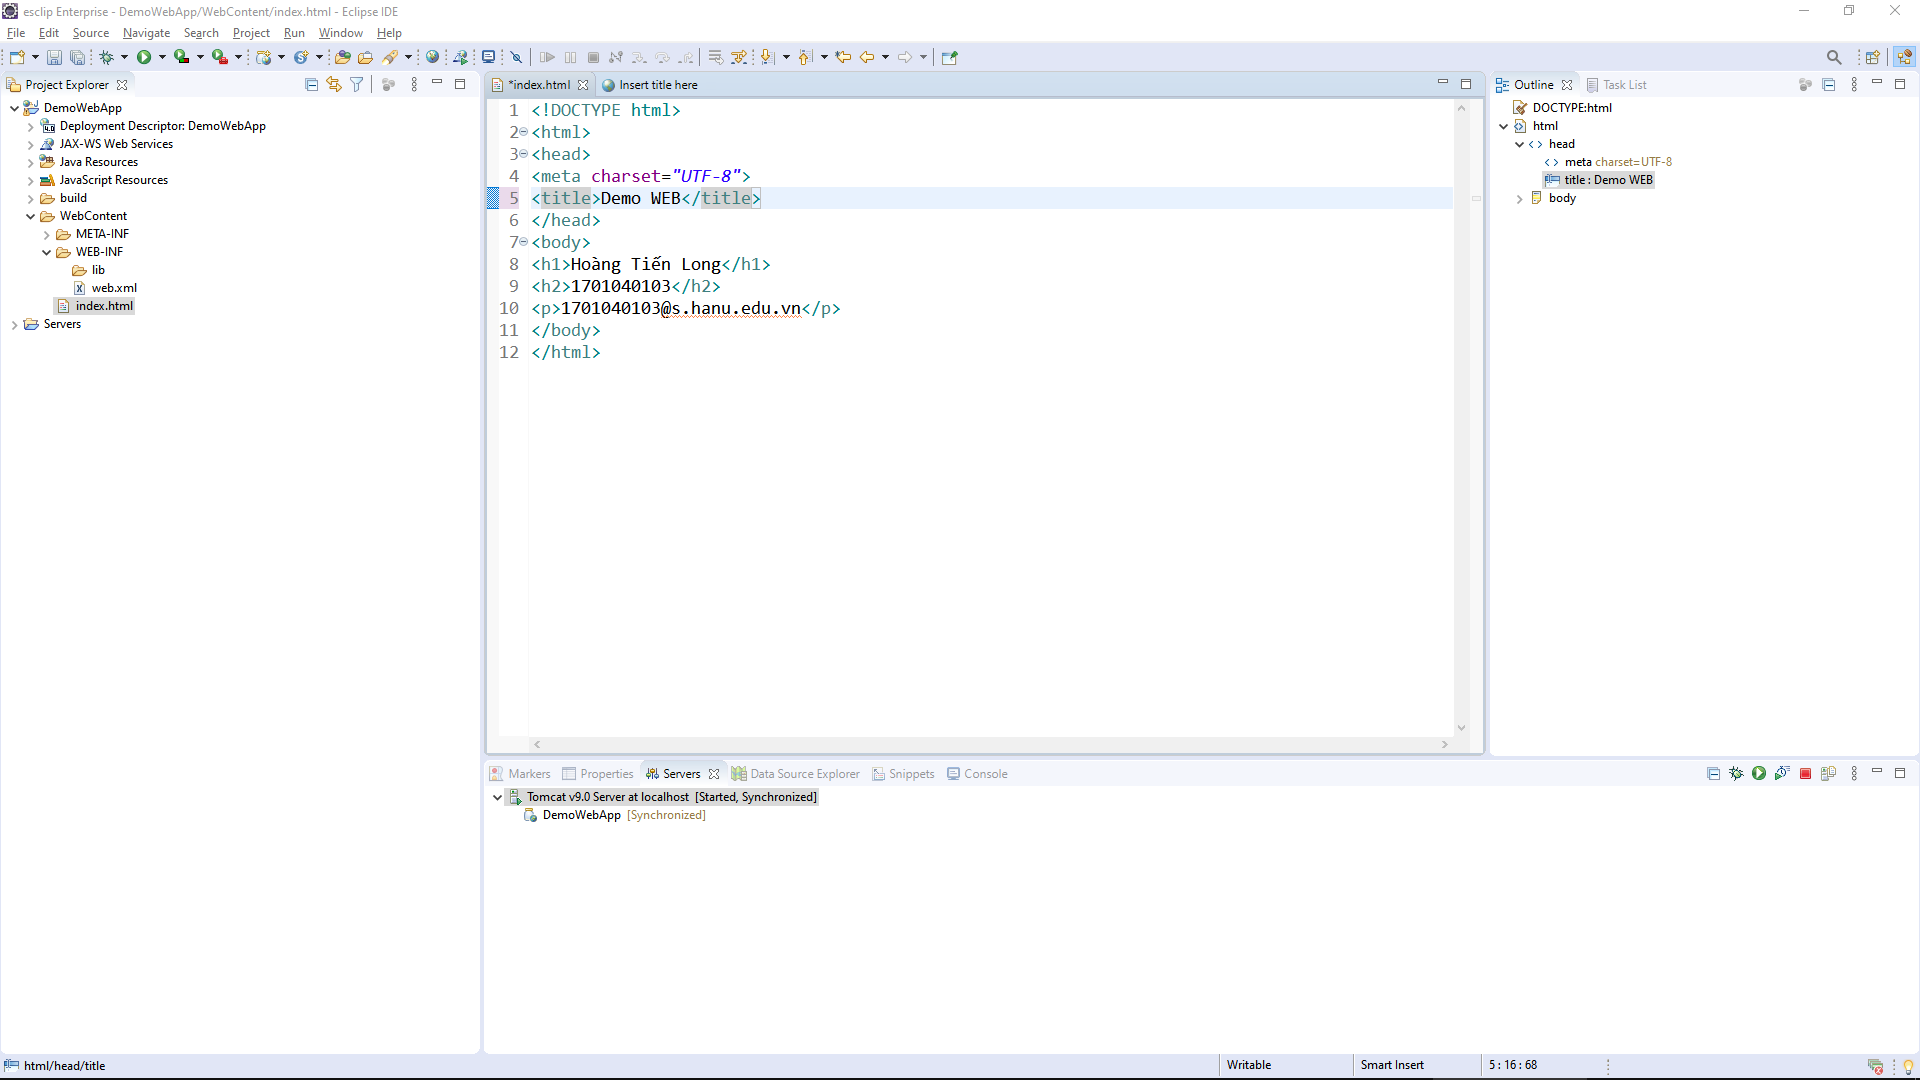 esclip Enterprise - DemoWebApp/WebContent/index.html - Eclipse IDE
File Edit Source Navigate Search Project Run Window Help
Project Explorer
DemoWebApp
Deployment Descriptor: DemoWebApp
JAX-WS Web Services
Java Resources
JavaScript Resources
build
WebContent
META-INF
WEB-INF
lib
web.xml
index.html
Servers
*index.html Insert title here
1 <!DOCTYPE html>
2 <html>
3 <head>
4 <meta charset="UTF-8">
5 <title>Demo WEB</title>
6 </head>
7 <body>
8 <h1>Hoàng Tiến Long</h1>
9 <h2>1701040103</h2>
10 <p>1701040103@s.hanu.edu.vn</p>
11 </body>
12 </html>
Outline Task List
DOCTYPE:html
html
head
meta charset=UTF-8
title : Demo WEB
body
Markers Properties Servers Data Source Explorer Snippets Console
Tomcat v9.0 Server at localhost [Started, Synchronized]
DemoWebApp [Synchronized]
html/head/title Writable Smart Insert 5 : 16 : 68